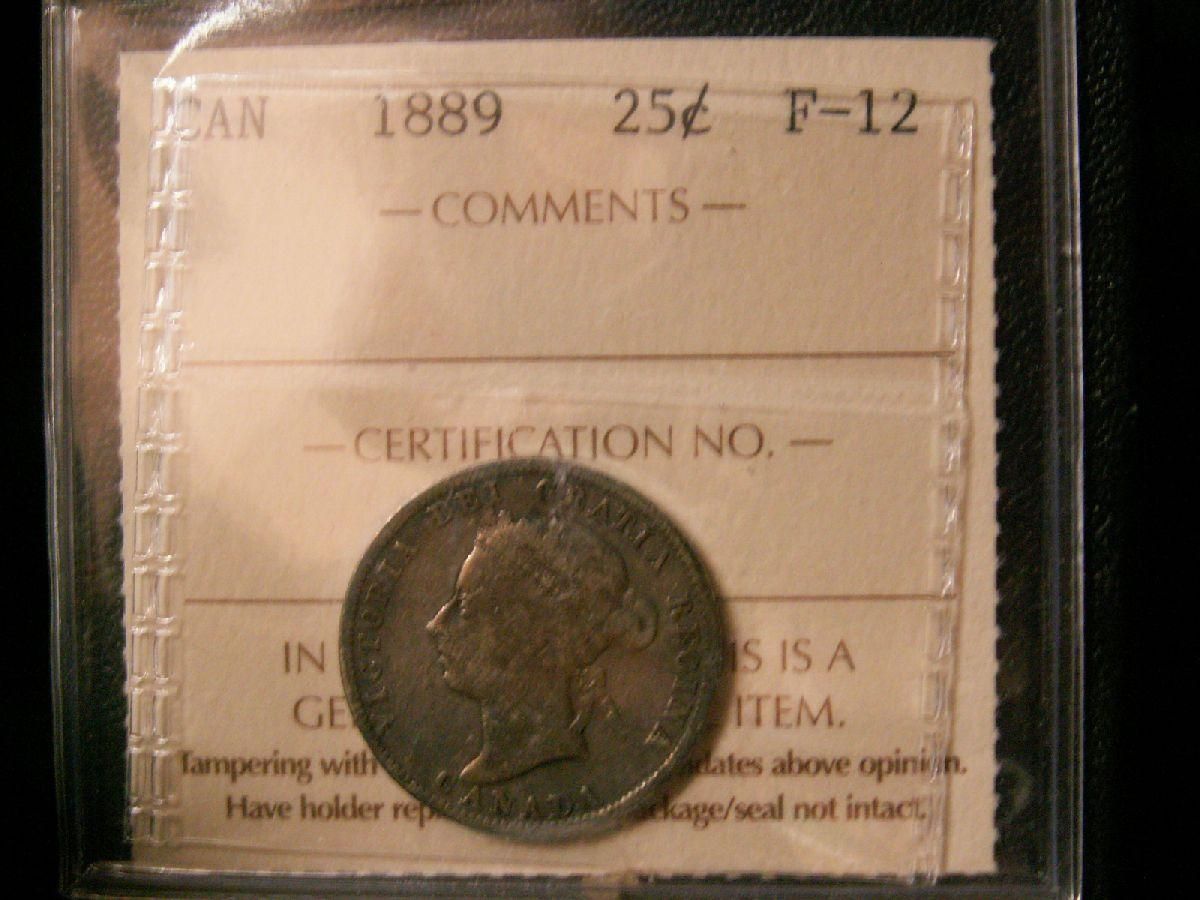 CAN 1889 25¢ F-12
— COMMENTS —
— CERTIFICATION NO. —
VICTORIA DEI GRATIA REGINA
CANADA
IN S IS A
GE ITEM.
Tampering with dates above opinion.
Have holder rep ckage/seal not intact.